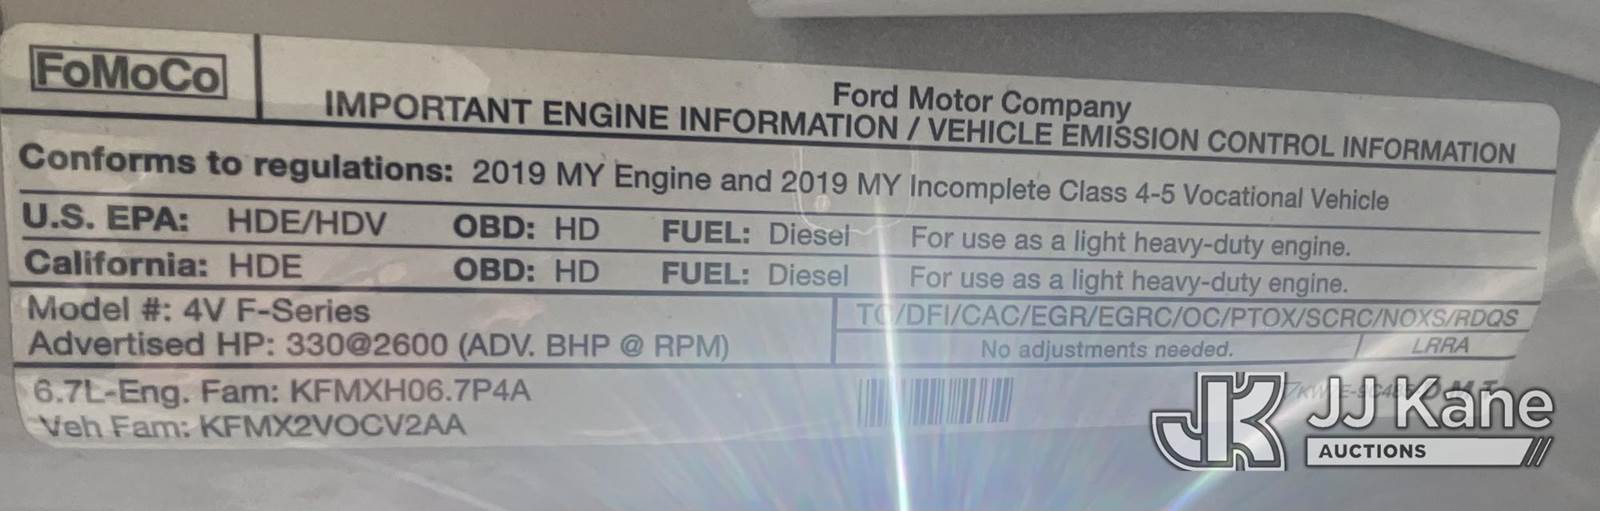 FoMoCo
Ford Motor Company
IMPORTANT ENGINE INFORMATION / VEHICLE EMISSION CONTROL INFORMATION
Conforms to regulations: 2019 MY Engine and 2019 MY Incomplete Class 4-5 Vocational Vehicle
U.S. EPA: HDE/HDV OBD: HD FUEL: Diesel For use as a light heavy-duty engine.
California: HDE OBD: HD FUEL: Diesel For use as a light heavy-duty engine.
Model #: 4V F-Series
TC/DFI/CAC/EGR/EGRC/OC/PTOX/SCRC/NOXS/RDQS
Advertised HP: 330@2600 (ADV. BHP @ RPM)
No adjustments needed. LRRA
6.7L-Eng. Fam: KFMXH06.7P4A
Veh Fam: KFMX2VOCV2AA
JK JJ Kane
AUCTIONS